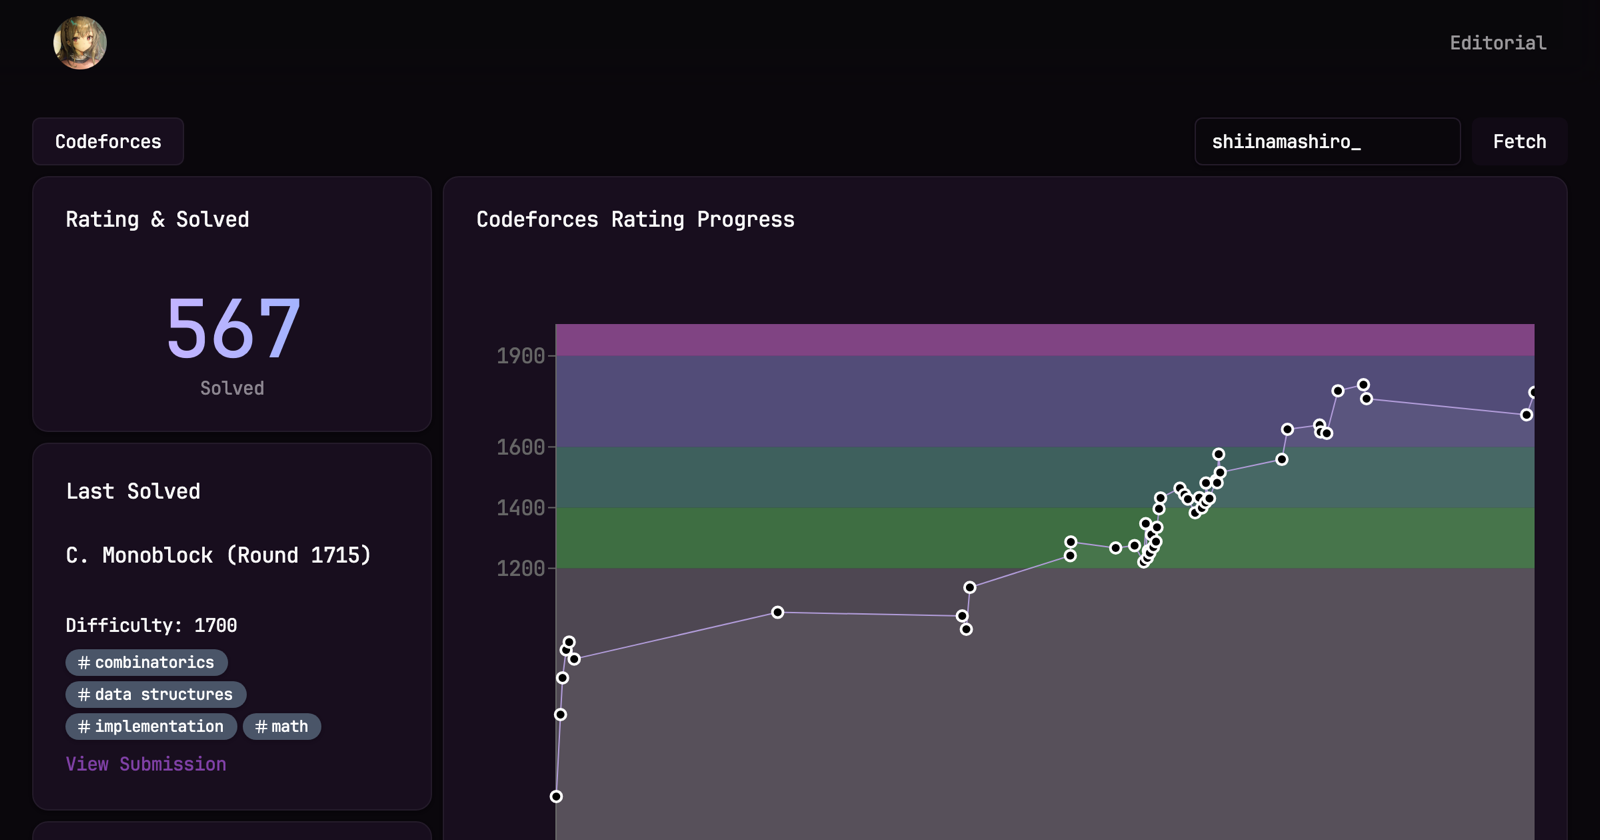 Editorial
Codeforces
shiinamashiro_
Fetch
Rating & Solved
567
Solved
Last Solved
C. Monoblock (Round 1715)
Difficulty: 1700
# combinatorics
# data structures
# implementation # math
View Submission
Codeforces Rating Progress
1900
1600
1400
1200